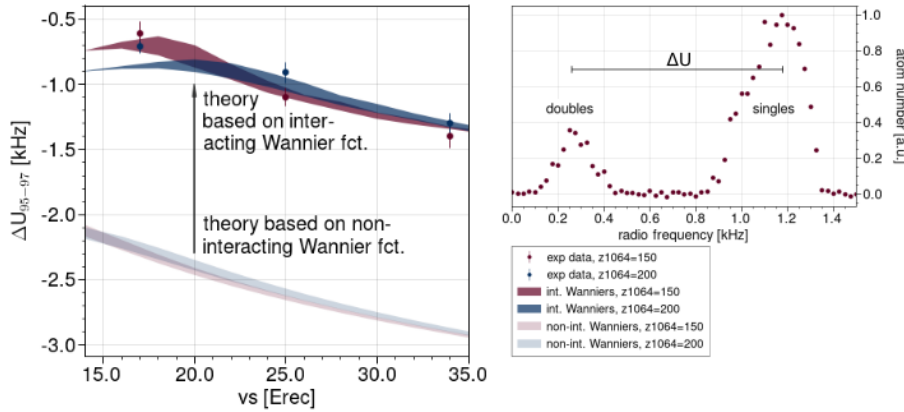 -0.5
-1.0
-1.5
-2.0
-2.5
-3.0
ΔU95−97 [kHz]
theory
based on inter-
acting Wannier fct.
theory based on non-
interacting Wannier fct.
15.0 20.0 25.0 30.0 35.0
vs [Erec]
ΔU
doubles
singles
1.0
0.8
0.6
0.4
0.2
0.0
atom number [a.u.]
0.0 0.2 0.4 0.6 0.8 1.0 1.2 1.4
radio frequency [kHz]
exp data, z1064=150
exp data, z1064=200
int. Wanniers, z1064=150
int. Wanniers, z1064=200
non-int. Wanniers, z1064=150
non-int. Wanniers, z1064=200